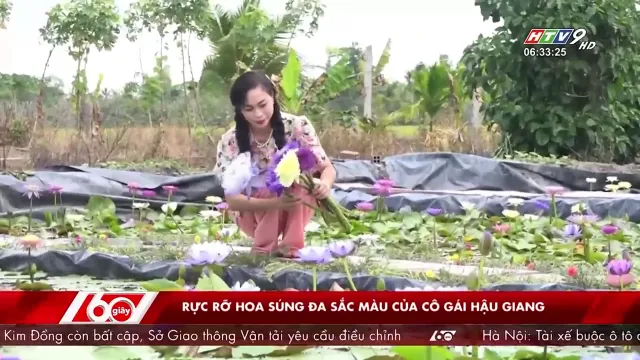 HTV9 HD
06:33:25
60 giây
RỰC RỠ HOA SÚNG ĐA SẮC MÀU CỦA CÔ GÁI HẬU GIANG
Kim Đồng còn bất cập, Sở Giao thông Vận tải yêu cầu điều chỉnh 60 giây Hà Nội: Tài xế buộc ô tô